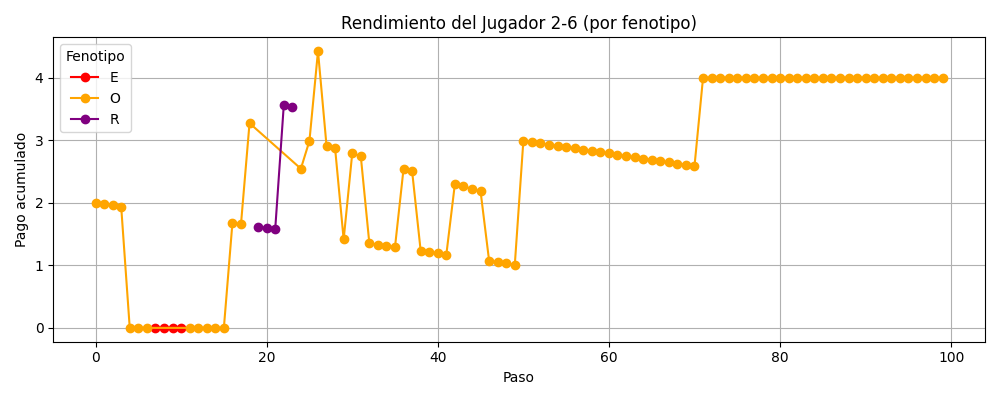 Rendimiento del Jugador 2-6 (por fenotipo)
Fenotipo
E
O
R
Pago acumulado
4
3
2
1
0
0 20 40 60 80 100
Paso